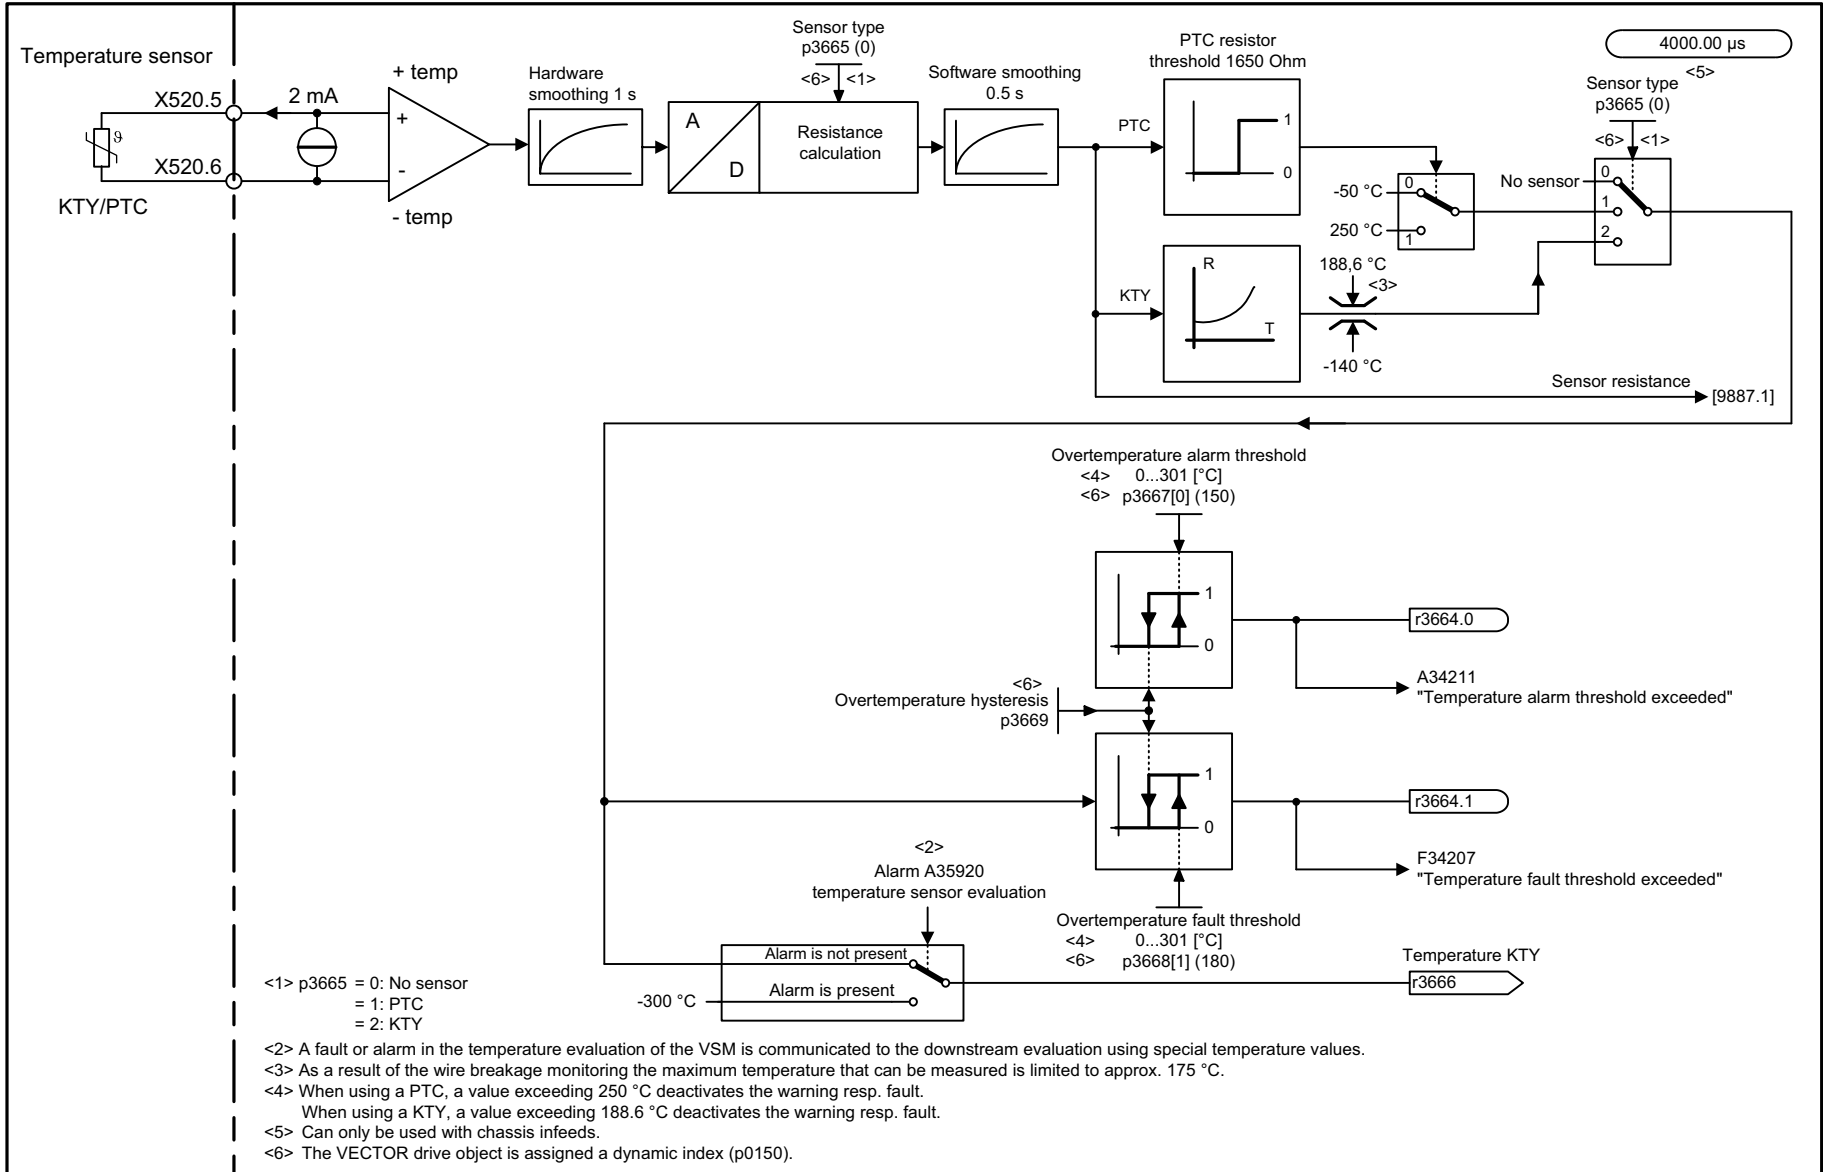 Temperature sensor
X520.5
X520.6
ϑ
KTY/PTC
2 mA
+ temp
+
-
- temp
Hardware
smoothing 1 s
Sensor type
p3665 (0)
<6> <1>
A
D
Resistance
calculation
Software smoothing
0.5 s
PTC
KTY
PTC resistor
threshold 1650 Ohm
1
0
R
T
-50 °C
250 °C
0
1
188,6 °C
<3>
-140 °C
4000.00 µs
<5>
Sensor type
p3665 (0)
<6> <1>
No sensor
0
1
2
Sensor resistance
[9887.1]
Overtemperature alarm threshold
<4> 0...301 [°C]
<6> p3667[0] (150)
1
0
r3664.0
A34211
"Temperature alarm threshold exceeded"
<6>
Overtemperature hysteresis
p3669
1
0
r3664.1
F34207
"Temperature fault threshold exceeded"
Overtemperature fault threshold
<4> 0...301 [°C]
<6> p3668[1] (180)
<2>
Alarm A35920
temperature sensor evaluation
Alarm is not present
Alarm is present
-300 °C
Temperature KTY
r3666
<1> p3665 = 0: No sensor
= 1: PTC
= 2: KTY
<2> A fault or alarm in the temperature evaluation of the VSM is communicated to the downstream evaluation using special temperature values.
<3> As a result of the wire breakage monitoring the maximum temperature that can be measured is limited to approx. 175 °C.
<4> When using a PTC, a value exceeding 250 °C deactivates the warning resp. fault.
When using a KTY, a value exceeding 188.6 °C deactivates the warning resp. fault.
<5> Can only be used with chassis infeeds.
<6> The VECTOR drive object is assigned a dynamic index (p0150).